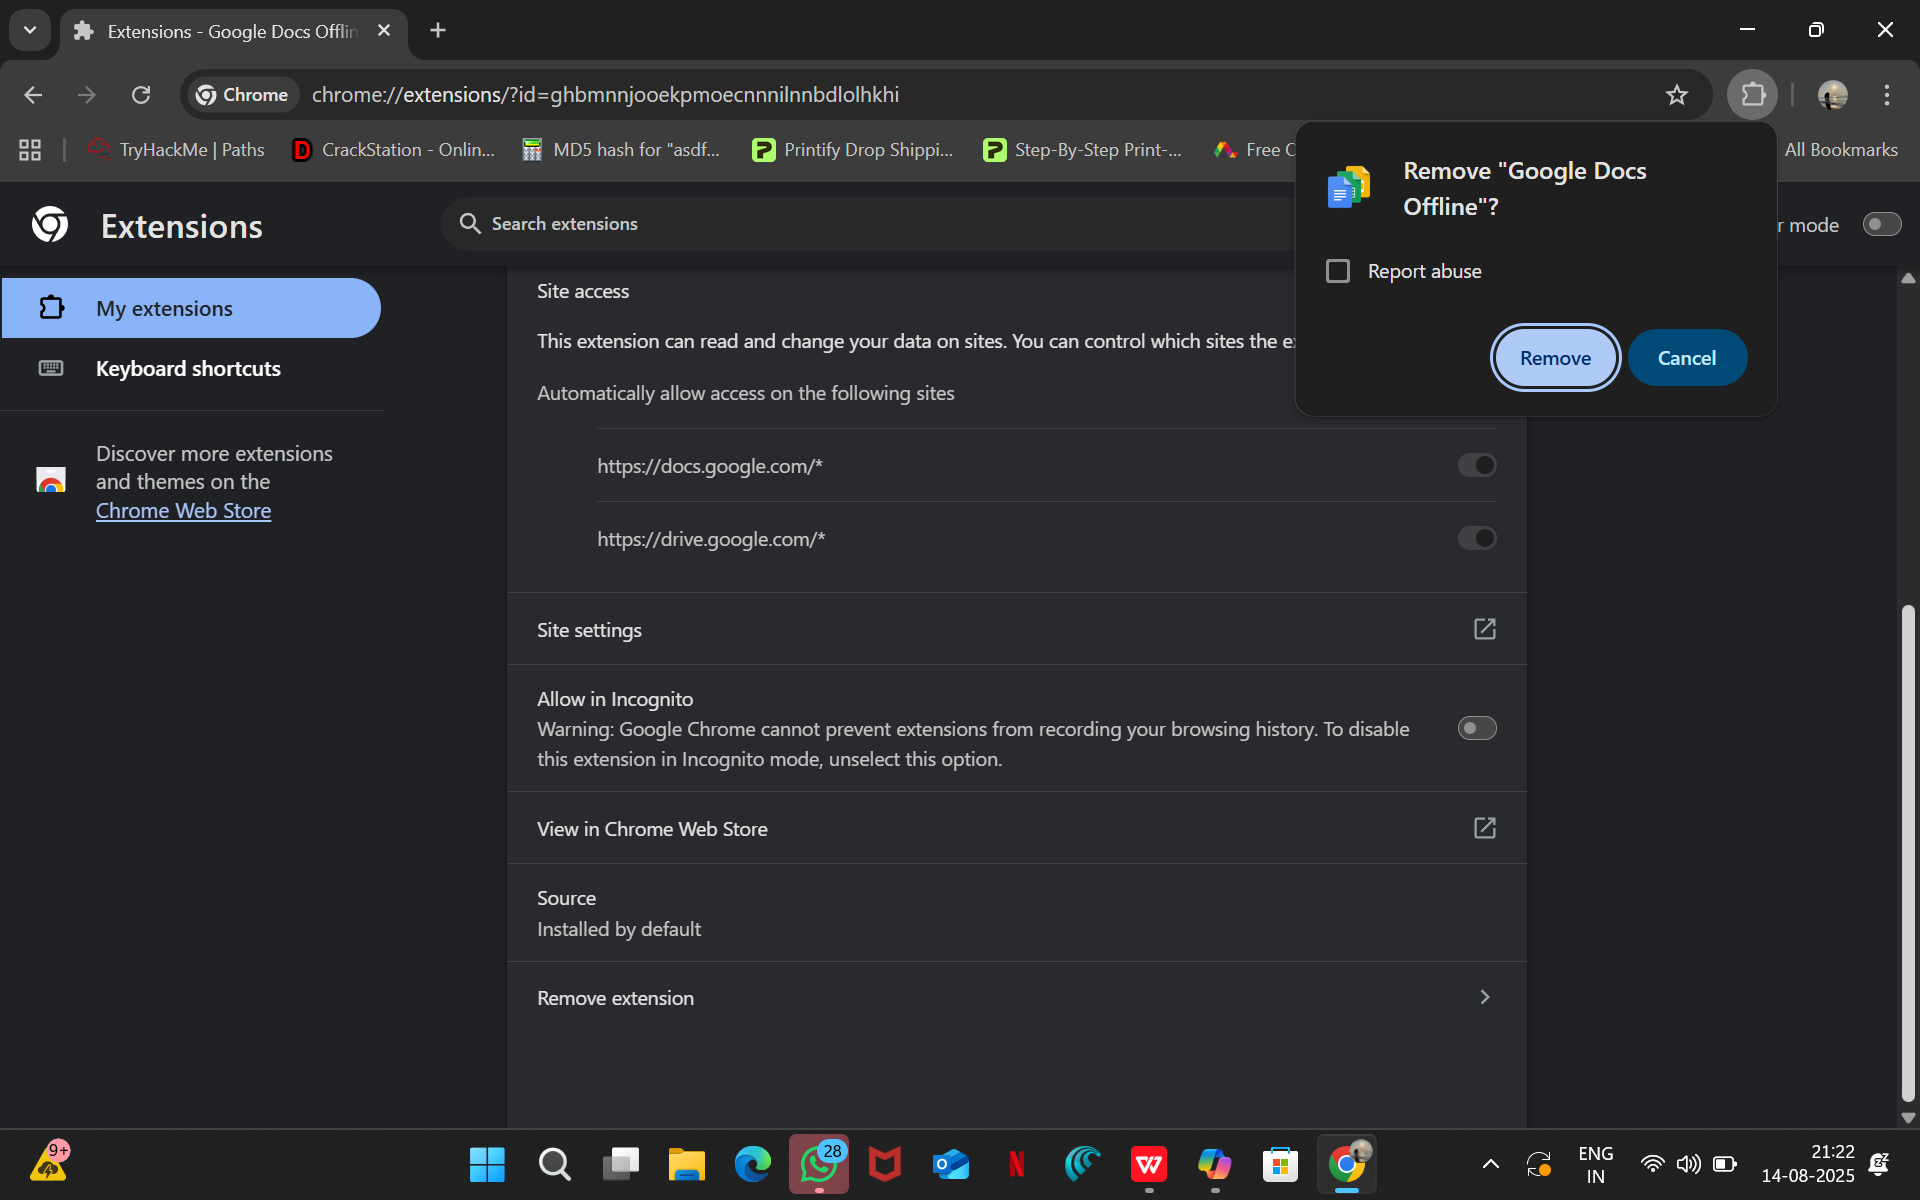 Extensions - Google Docs Offlin
Chrome
chrome://extensions/?id=ghbmnnjooekpmoecnnnilnnbdlolhkhi
TryHackMe | Paths
CrackStation - Onlin...
MD5 hash for "asdf...
Printify Drop Shippi...
Step-By-Step Print-...
Free C
All Bookmarks
Remove "Google Docs
Offline"?
Report abuse
Remove
Cancel
Extensions
Search extensions
r mode
My extensions
Keyboard shortcuts
Discover more extensions
and themes on the
Chrome Web Store
Site access
This extension can read and change your data on sites. You can control which sites the e
Automatically allow access on the following sites
https://docs.google.com/*
https://drive.google.com/*
Site settings
Allow in Incognito
Warning: Google Chrome cannot prevent extensions from recording your browsing history. To disable
this extension in Incognito mode, unselect this option.
View in Chrome Web Store
Source
Installed by default
Remove extension
9+
28
ENG
IN
21:22
14-08-2025